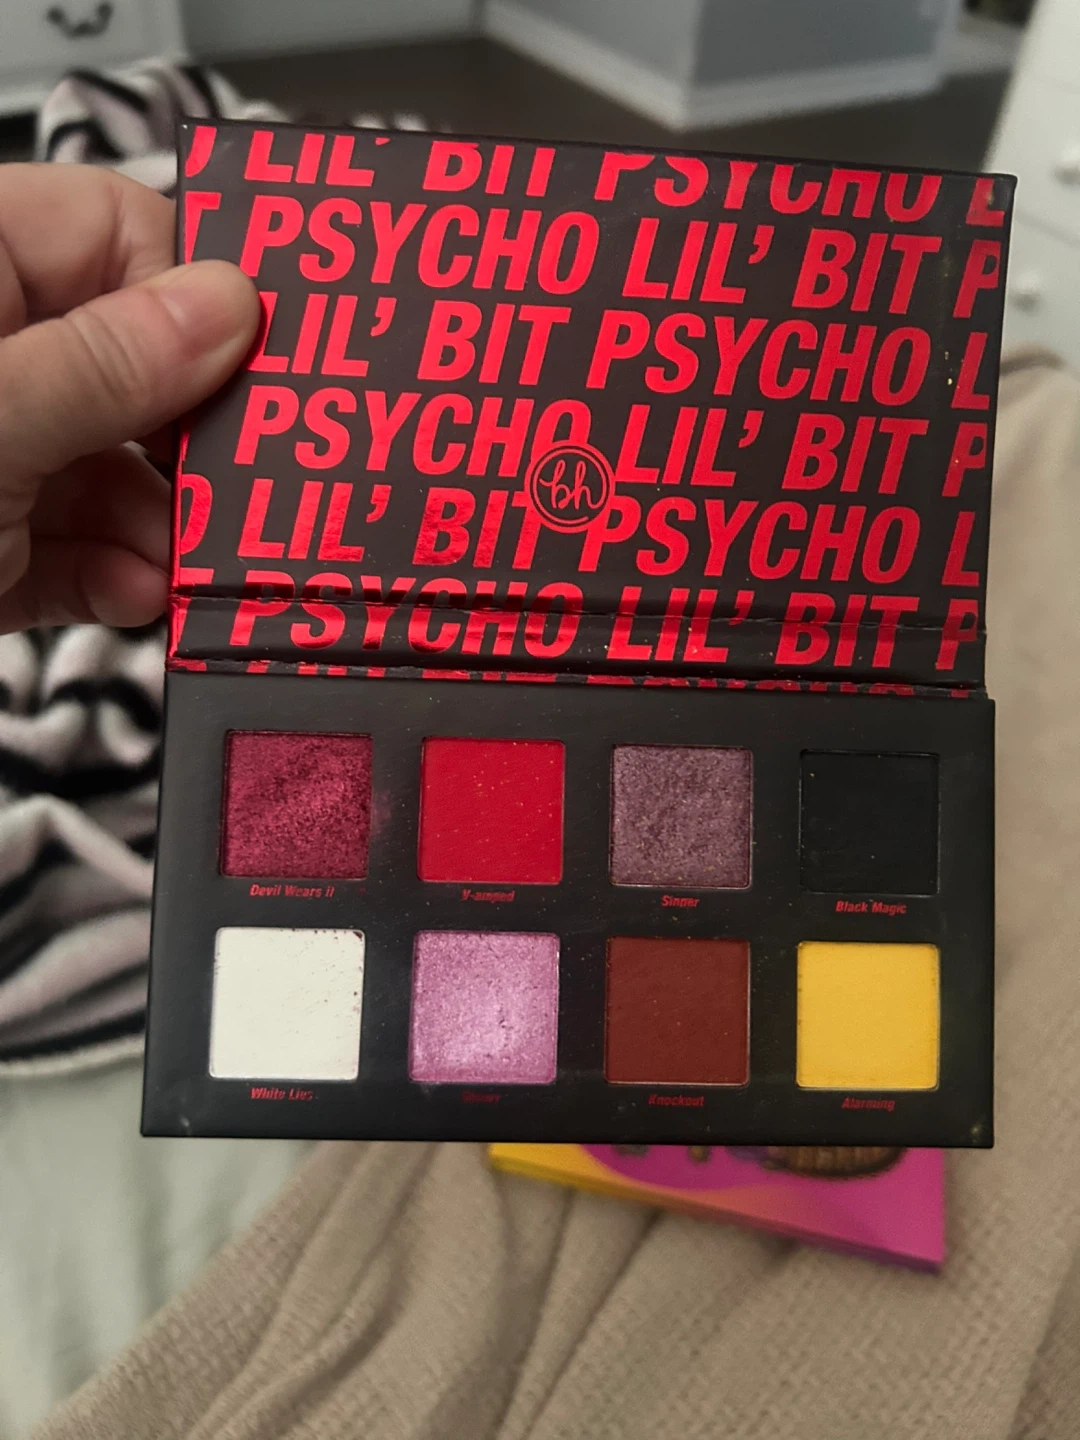 LIL' BIT PSYCHO L
T PSYCHO LIL' BIT P
LIL' BIT PSYCHO L
PSYCHO LIL' BIT P
O LIL' BIT PSYCHO L
T PSYCHO LIL' BIT P
bh
Devil Wears it V-amped Sinner Black Magic
White Lies Knockout Alarming